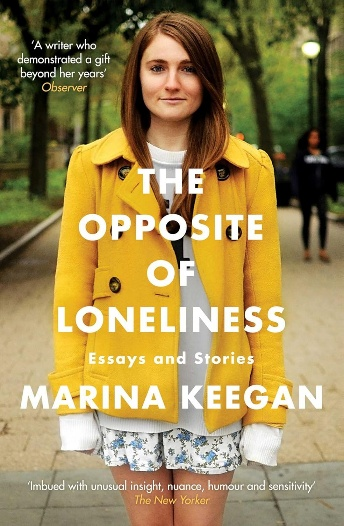 ‘A writer who
demonstrated a gift
beyond her years’
Observer
THE
OPPOSITE
OF
LONELINESS
Essays and Stories
MARINA KEEGAN
‘Imbued with unusual insight, nuance, humour and sensitivity’
The New Yorker